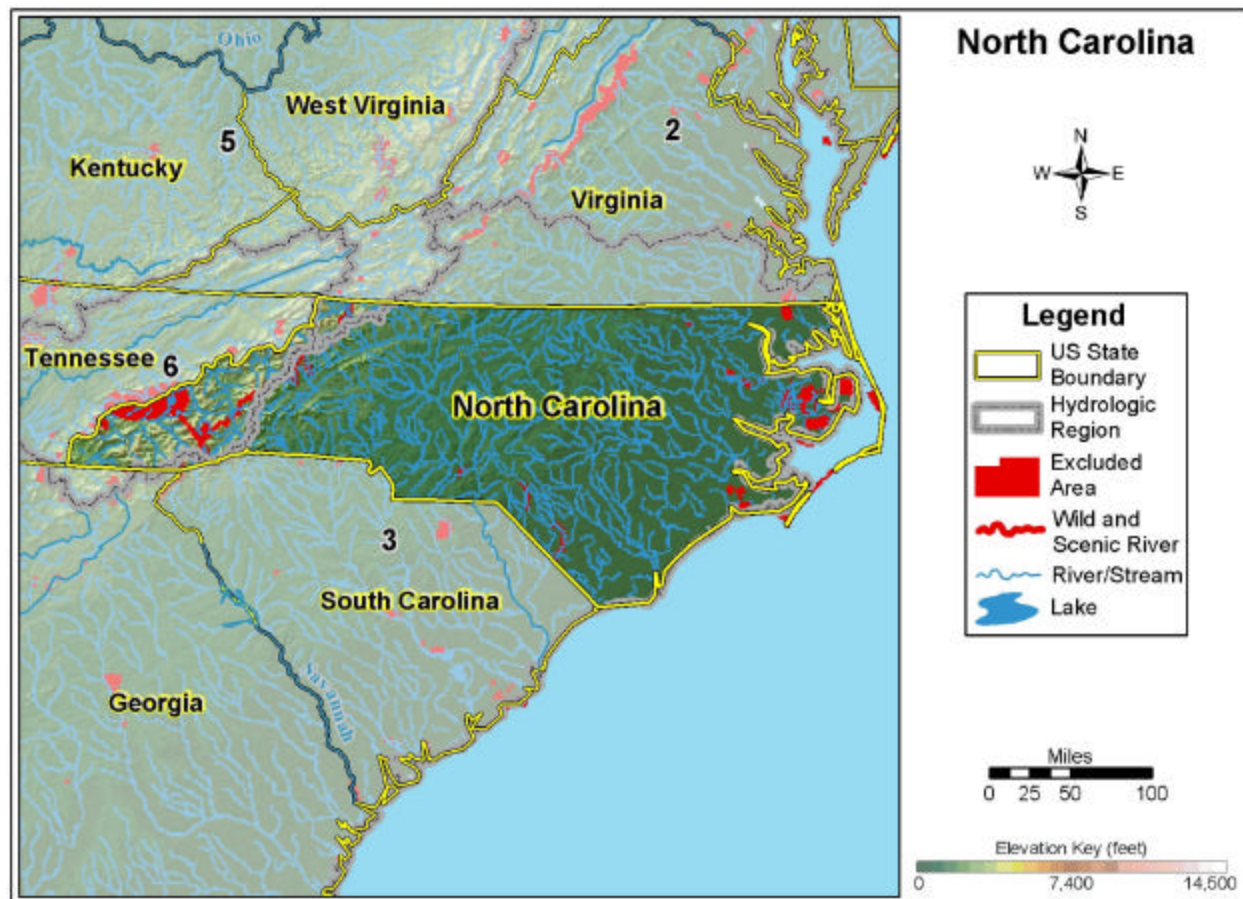 North Carolina
Ohio
West Virginia
5
2
Kentucky
Virginia
N
W E
S
Tennessee
6
North Carolina
3
South Carolina
Georgia
Savannah
Legend
US State
Boundary
Hydrologic
Region
Excluded
Area
Wild and
Scenic River
River/Stream
Lake
Miles
0 25 50 100
Elevation Key (feet)
0 7,400 14,500